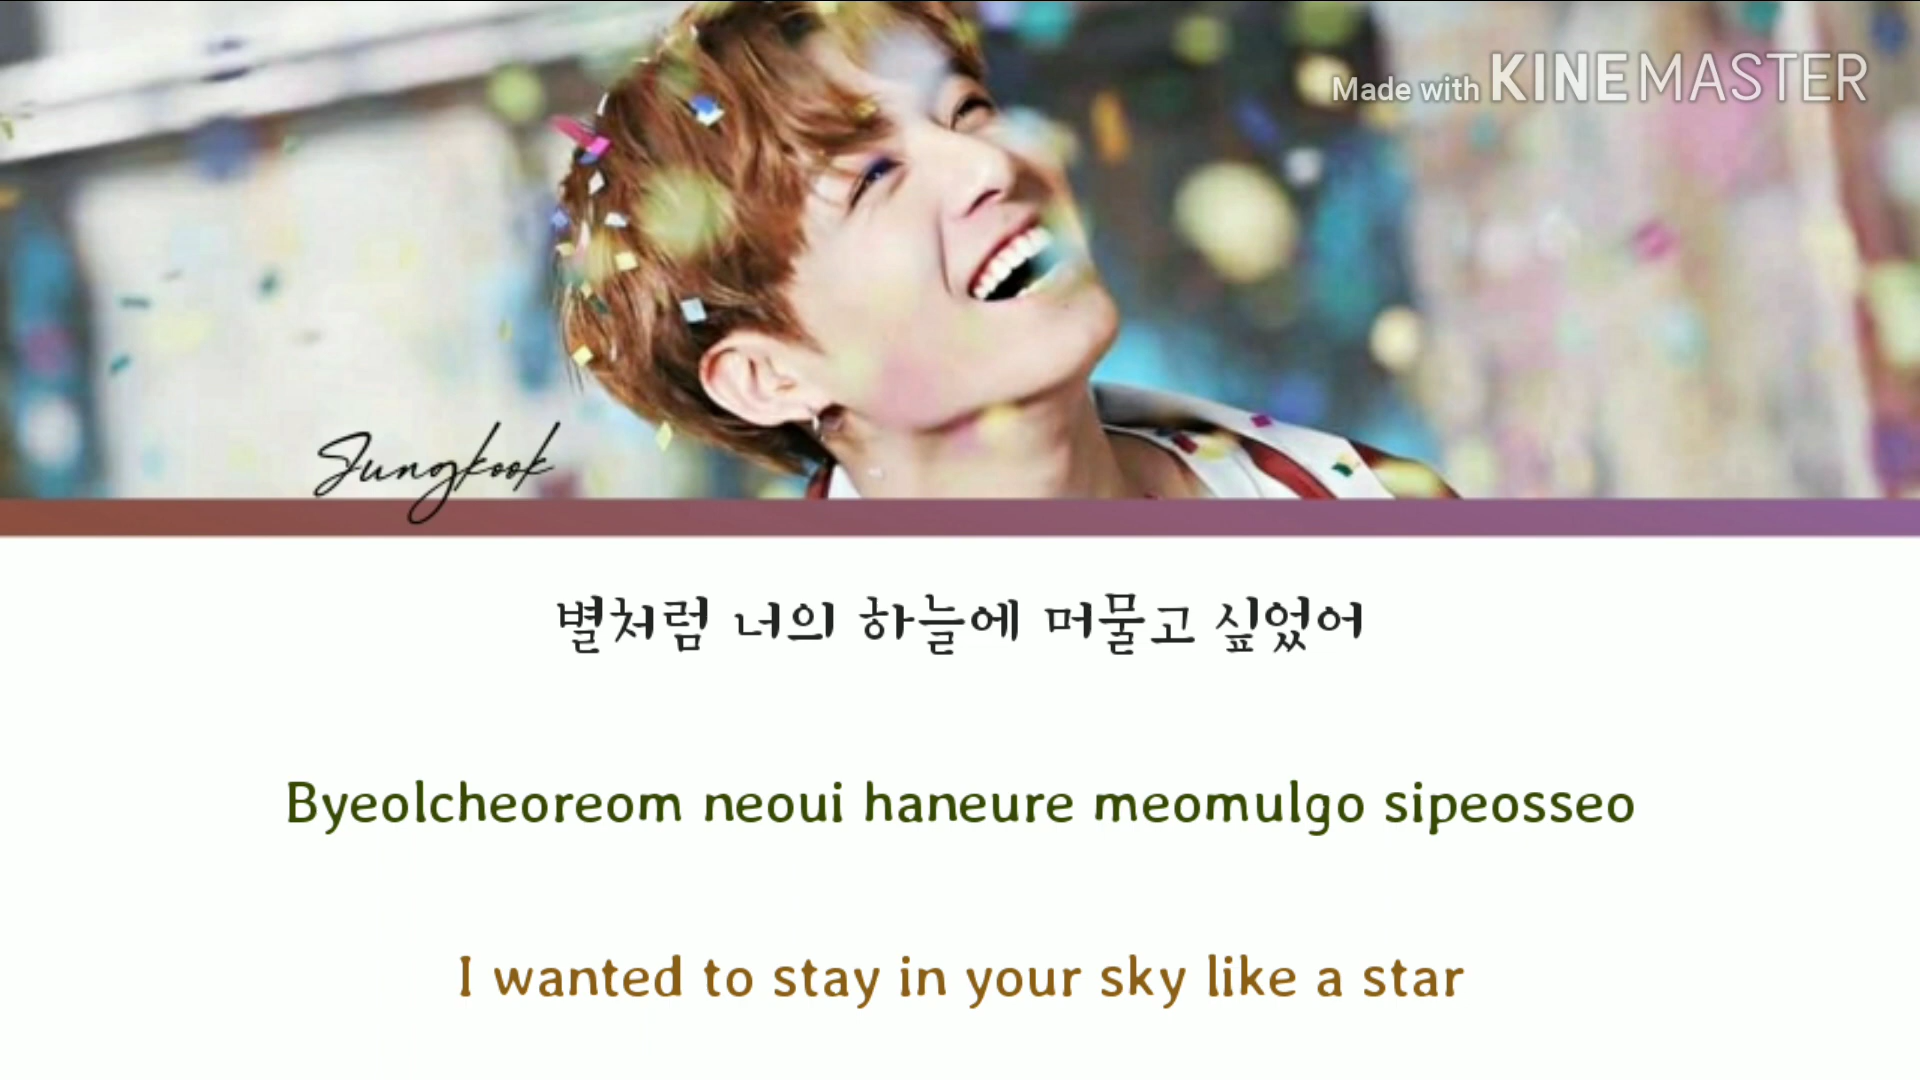 Made with KINEMASTER
Jungkook
별처럼 너의 하늘에 머물고 싶었어
Byeolcheoreom neoui haneure meomulgo sipeosseo
I wanted to stay in your sky like a star